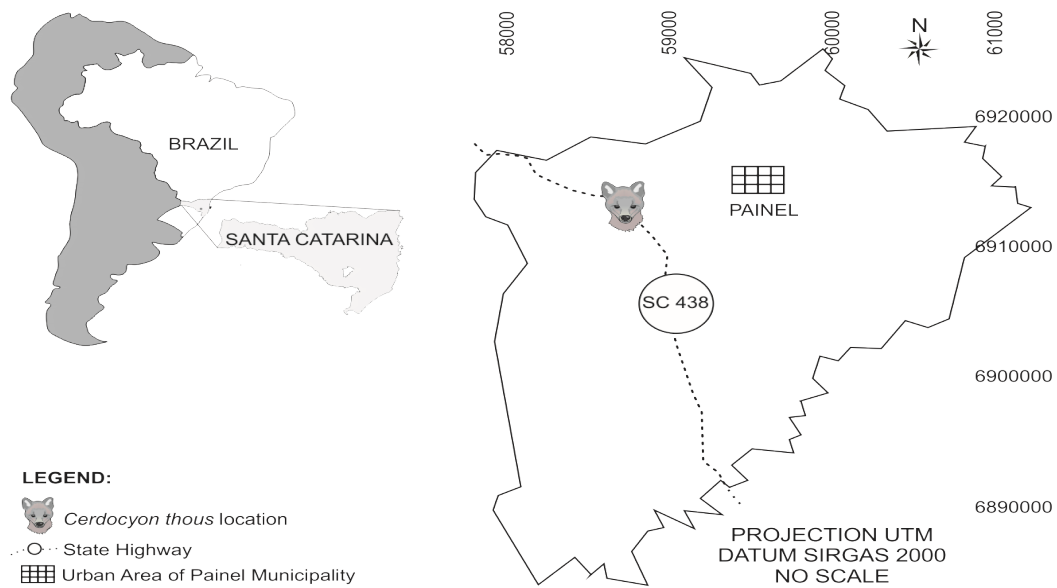 58000
59000
60000
61000
N
6920000
6910000
6900000
6890000
BRAZIL
SANTA CATARINA
PAINEL
SC 438
LEGEND:
Cerdocyon thous location
State Highway
Urban Area of Painel Municipality
PROJECTION UTM
DATUM SIRGAS 2000
NO SCALE